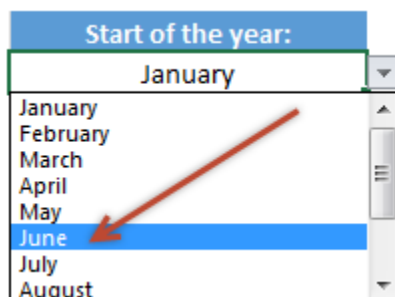 Start of the year:
January
January
February
March
April
May
June
July
August